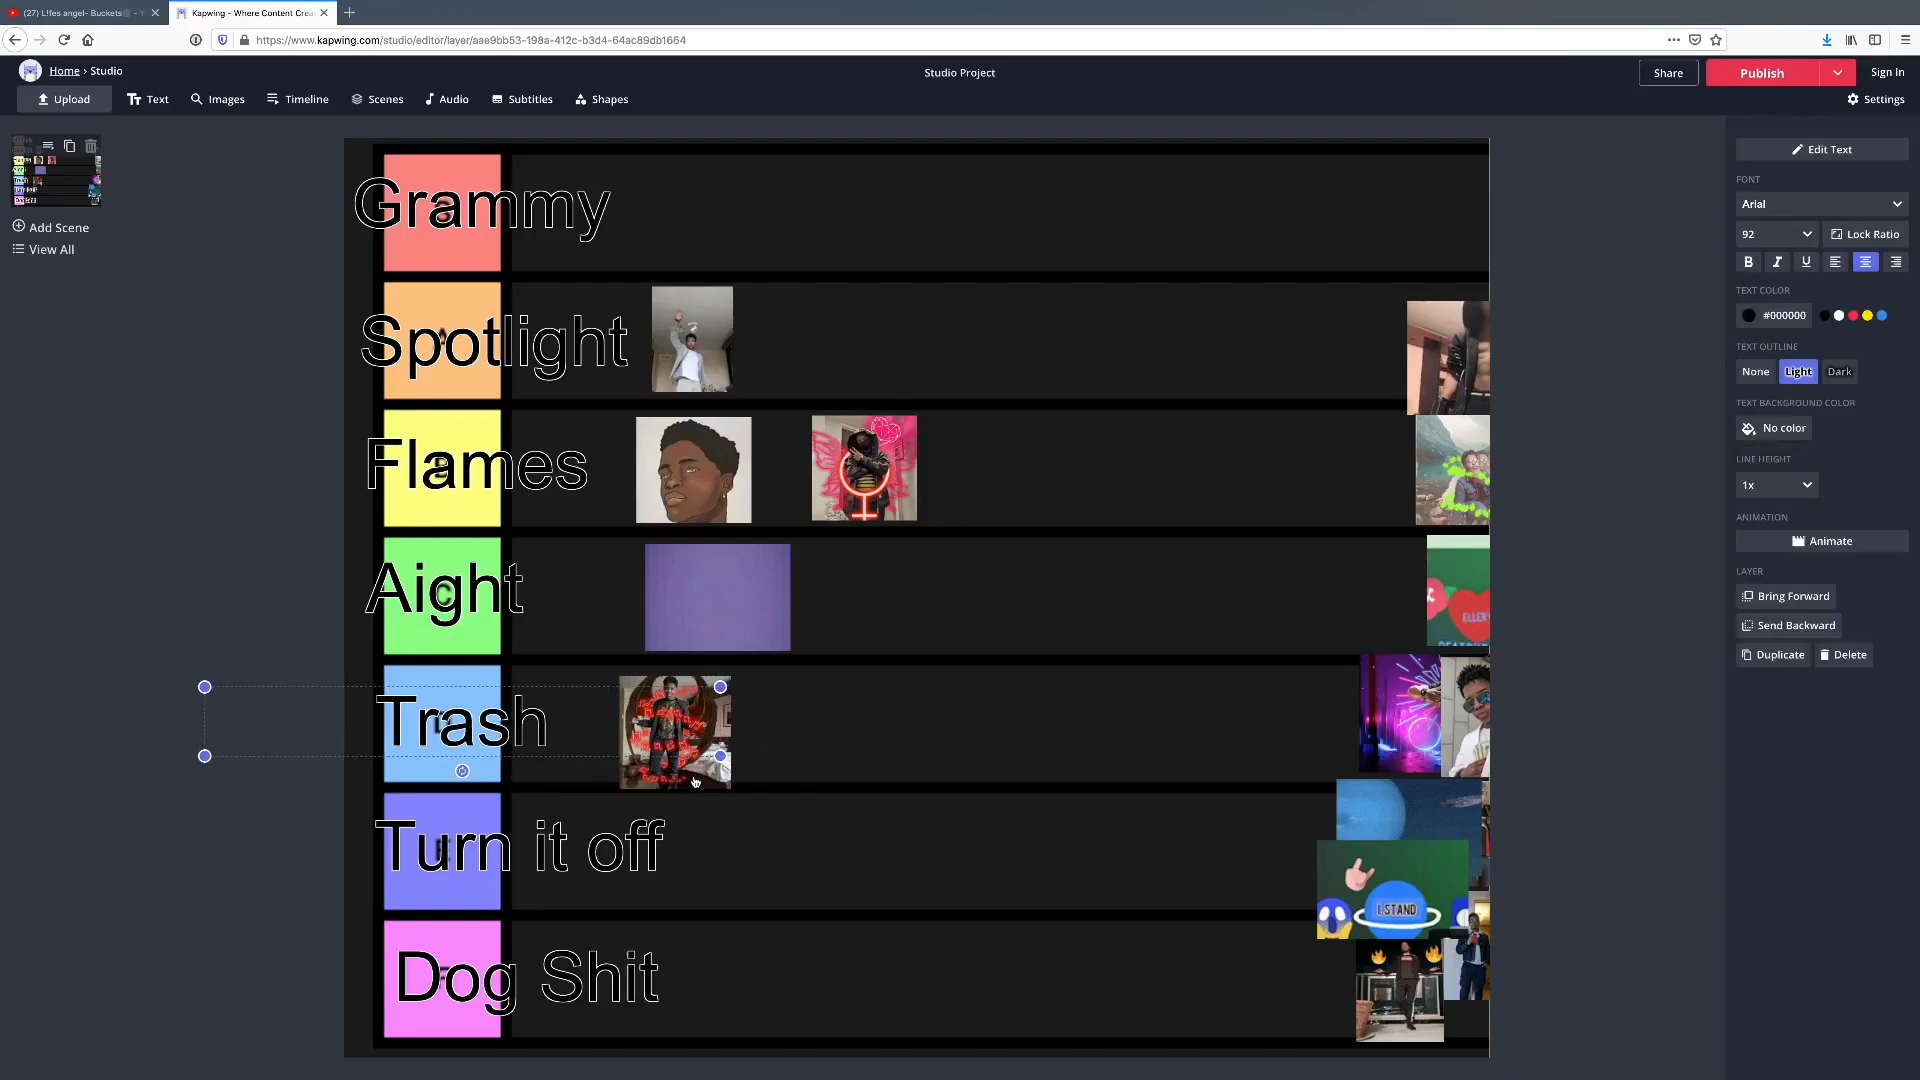 (27) L!fes angel- Buckets
Kapwing - Where Content Crea
https://www.kapwing.com/studio/editor/layer/aae9bb53-198a-412c-b3d4-64ac89db1664
Home › Studio
Studio Project
Share
Publish
Sign In
Upload
Text
Images
Timeline
Scenes
Audio
Subtitles
Shapes
Settings
Add Scene
View All
Grammy
Spotlight
Flames
Aight
Trash
Turn it off
Dog Shit
ELLER
I.STAND
Edit Text
FONT
Arial
92
Lock Ratio
B I U
TEXT COLOR
#000000
TEXT OUTLINE
None
Light
Dark
TEXT BACKGROUND COLOR
No color
LINE HEIGHT
1x
ANIMATION
Animate
LAYER
Bring Forward
Send Backward
Duplicate
Delete